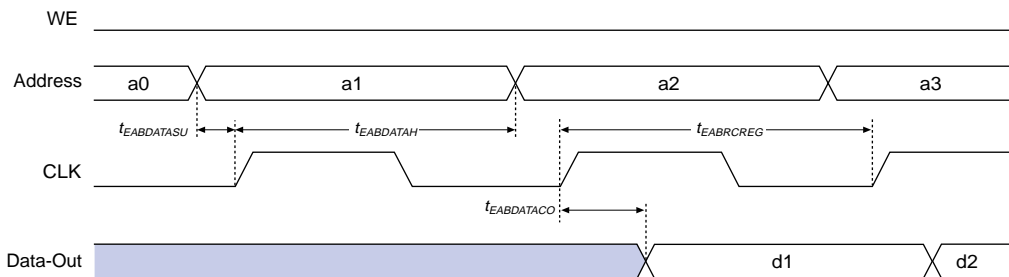 WE
Address a0 a1 a2 a3
tEABDATASU tEABDATAH tEABRCREG
CLK
tEABDATACO
Data-Out d1 d2